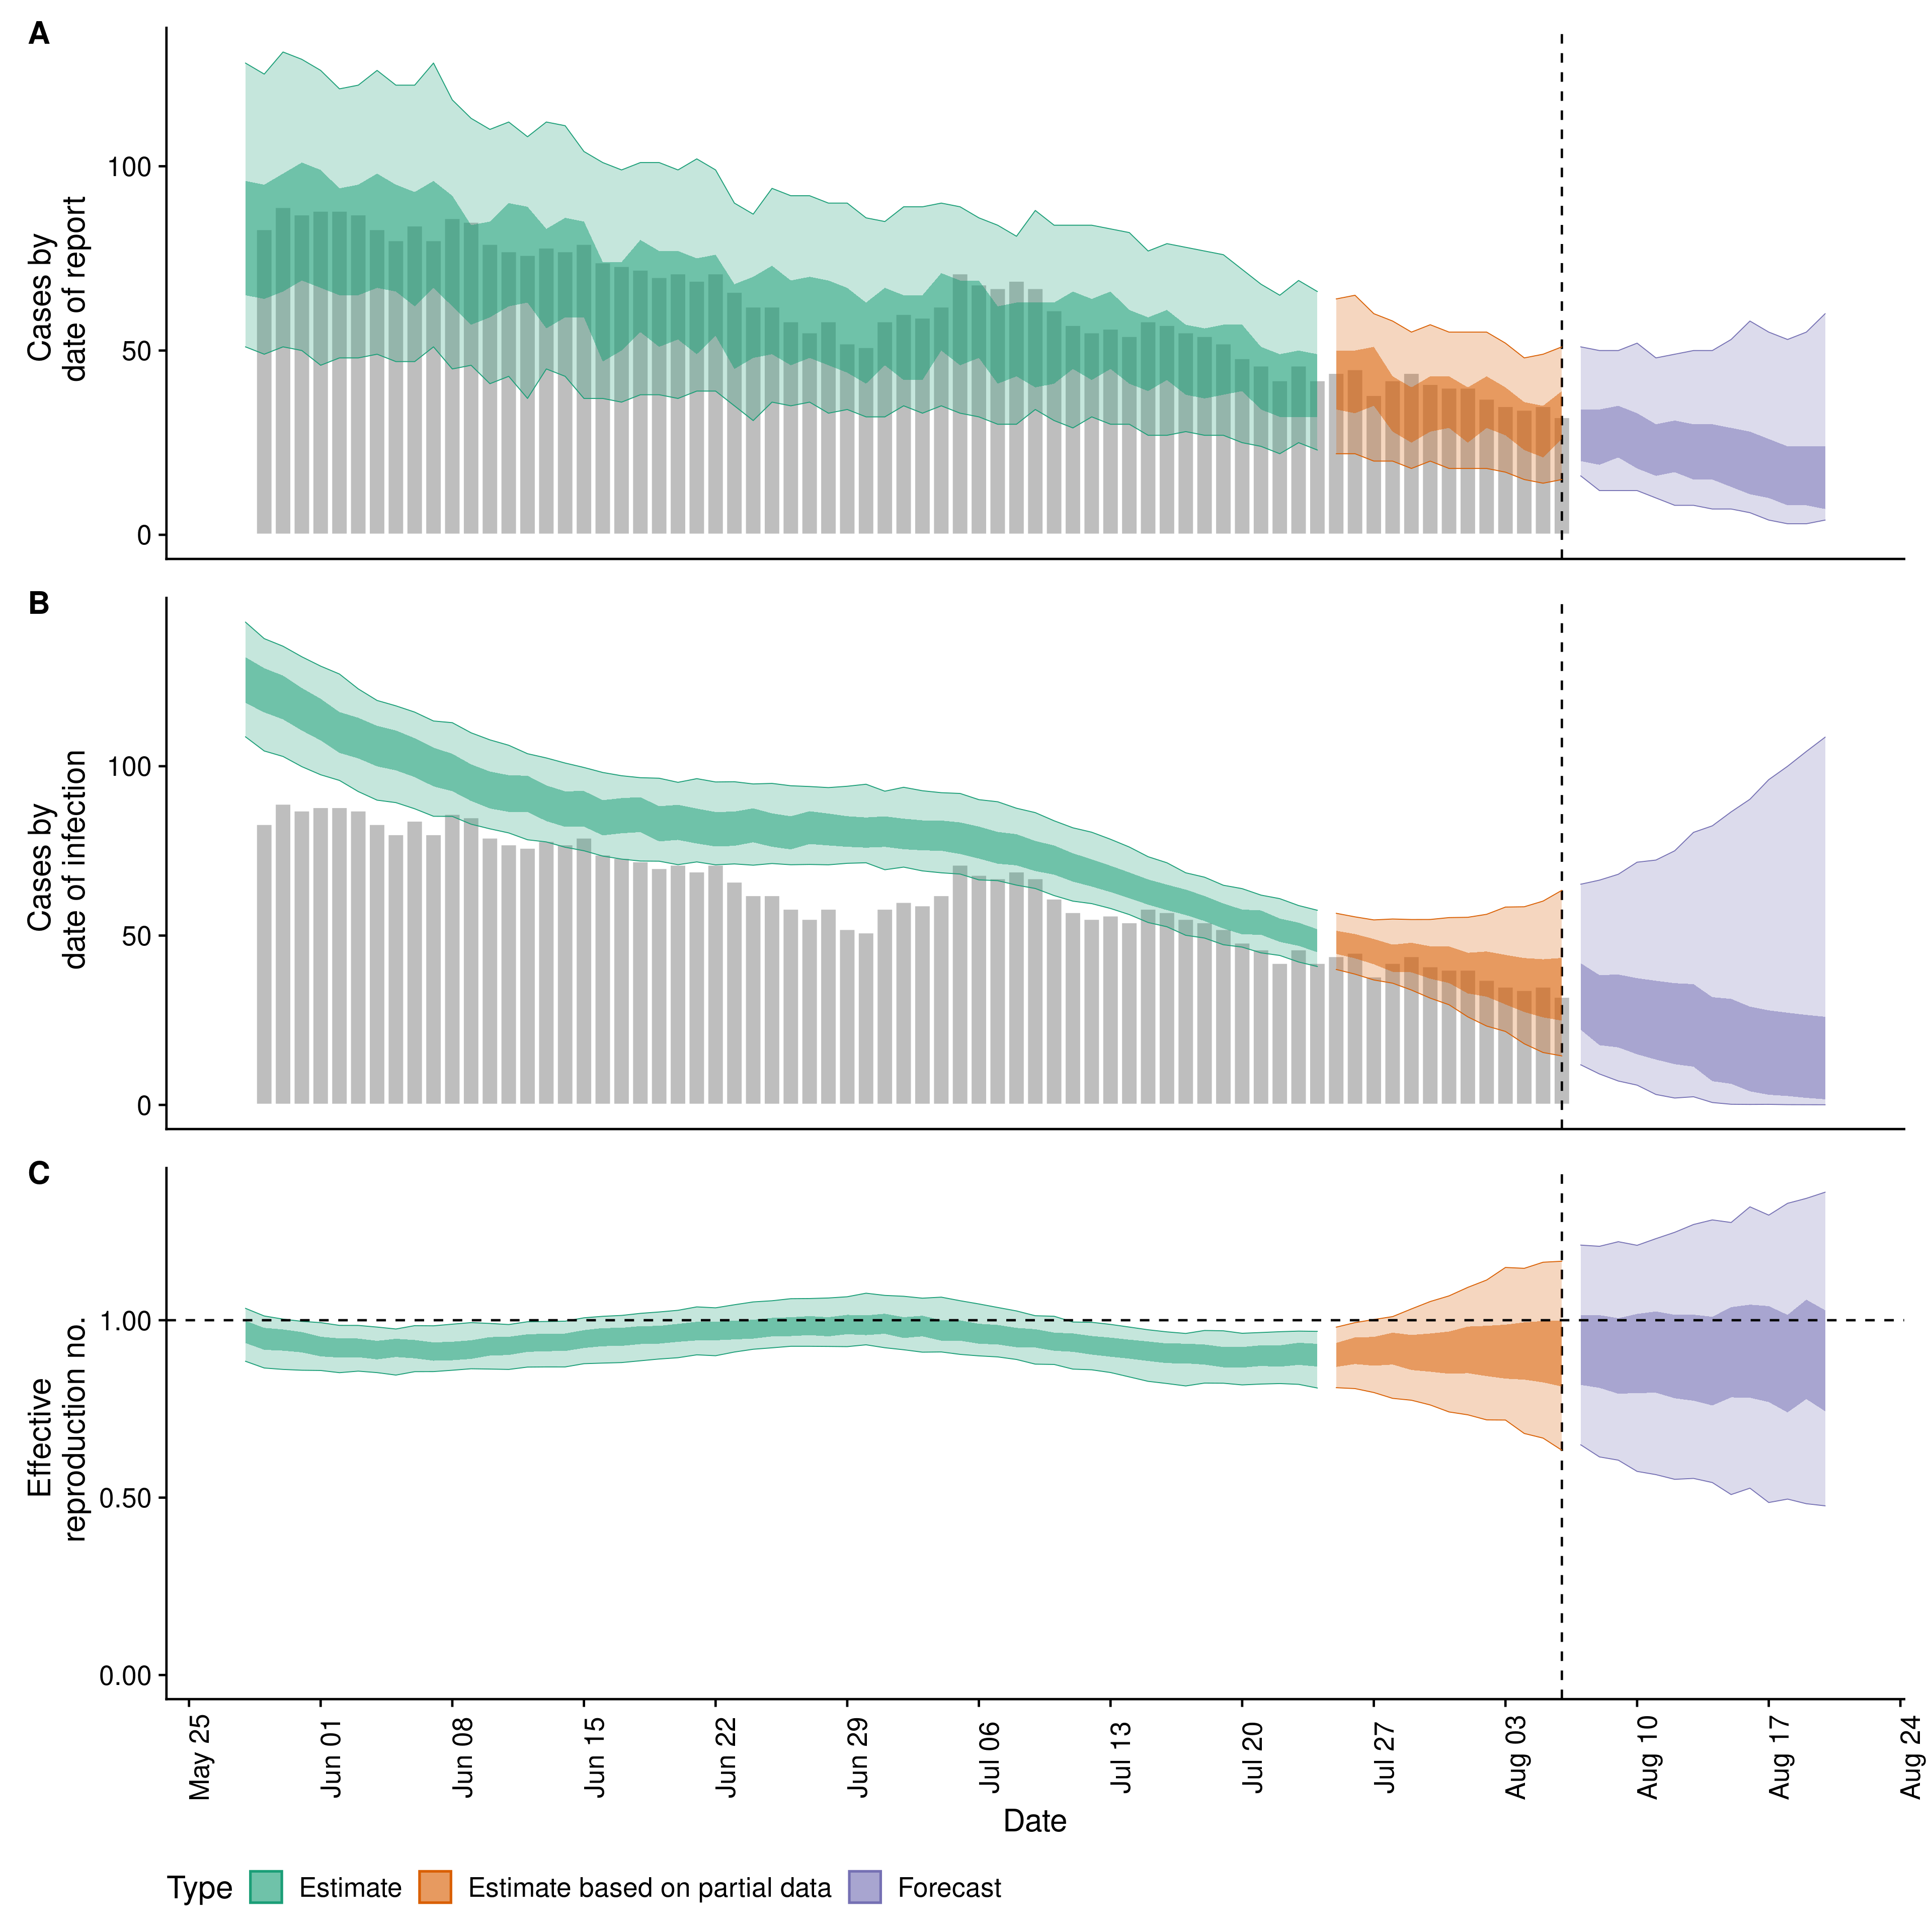 A
Cases by
date of report
100
50
0
B
Cases by
date of infection
100
50
0
C
Effective
reproduction no.
1.00
0.50
0.00
May 25
Jun 01
Jun 08
Jun 15
Jun 22
Jun 29
Jul 06
Jul 13
Jul 20
Jul 27
Aug 03
Aug 10
Aug 17
Aug 24
Date
Type Estimate Estimate based on partial data Forecast